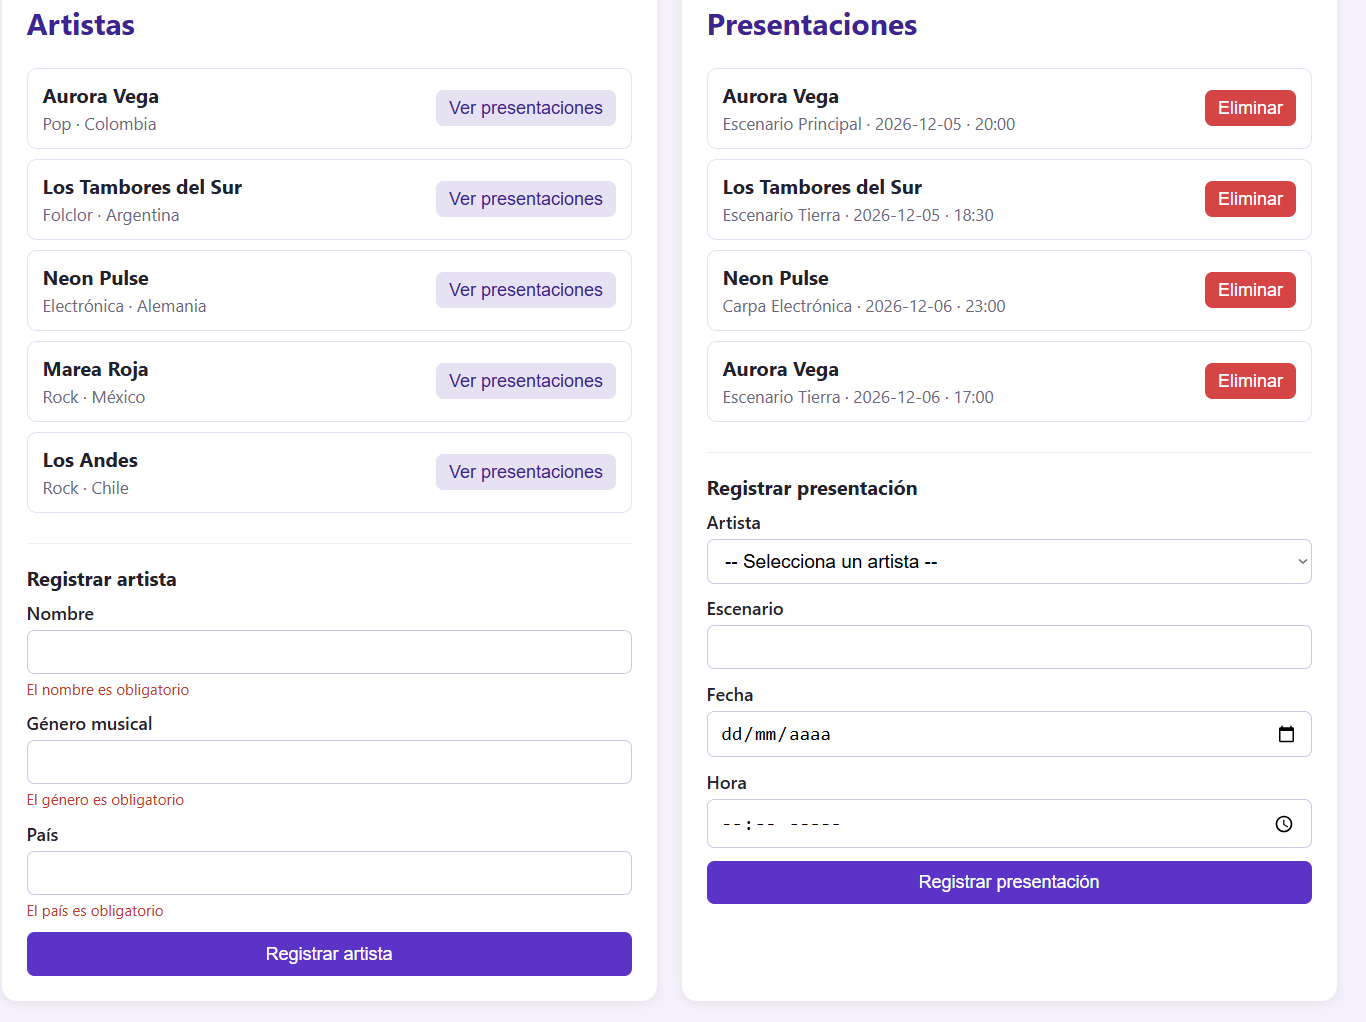 Artistas
Aurora Vega
Pop · Colombia
Ver presentaciones
Los Tambores del Sur
Folclor · Argentina
Ver presentaciones
Neon Pulse
Electrónica · Alemania
Ver presentaciones
Marea Roja
Rock · México
Ver presentaciones
Los Andes
Rock · Chile
Ver presentaciones
Registrar artista
Nombre
El nombre es obligatorio
Género musical
El género es obligatorio
País
El país es obligatorio
Registrar artista
Presentaciones
Aurora Vega
Escenario Principal · 2026-12-05 · 20:00
Eliminar
Los Tambores del Sur
Escenario Tierra · 2026-12-05 · 18:30
Eliminar
Neon Pulse
Carpa Electrónica · 2026-12-06 · 23:00
Eliminar
Aurora Vega
Escenario Tierra · 2026-12-06 · 17:00
Eliminar
Registrar presentación
Artista
-- Selecciona un artista --
Escenario
Fecha
dd/mm/aaaa
Hora
--:-- -----
Registrar presentación